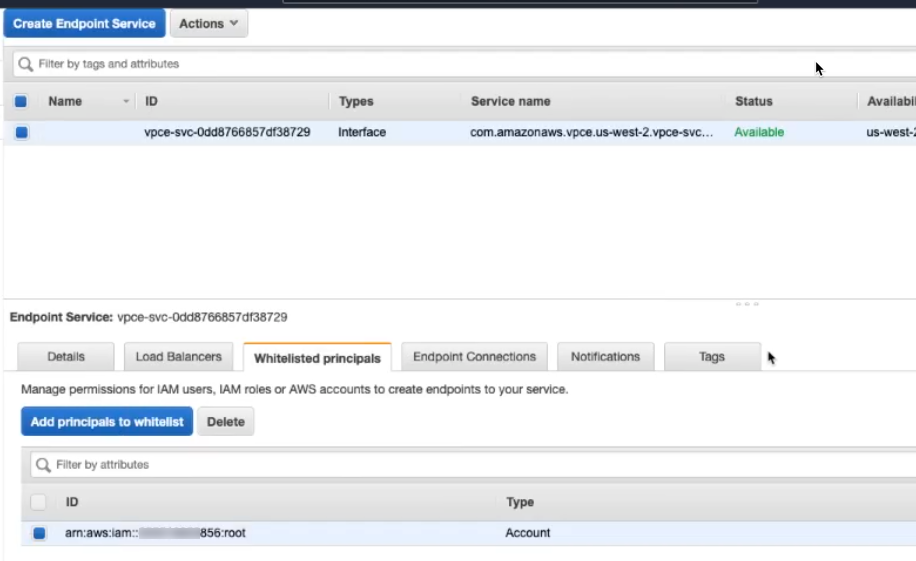 Create Endpoint Service Actions
Filter by tags and attributes
Name ID Types Service name Status Availabil
vpce-svc-0dd8766857df38729 Interface com.amazonaws.vpce.us-west-2.vpce-svc... Available us-west-2
Endpoint Service: vpce-svc-0dd8766857df38729
Details Load Balancers Whitelisted principals Endpoint Connections Notifications Tags
Manage permissions for IAM users, IAM roles or AWS accounts to create endpoints to your service.
Add principals to whitelist Delete
Filter by attributes
ID Type
arn:aws:iam:: 856:root Account